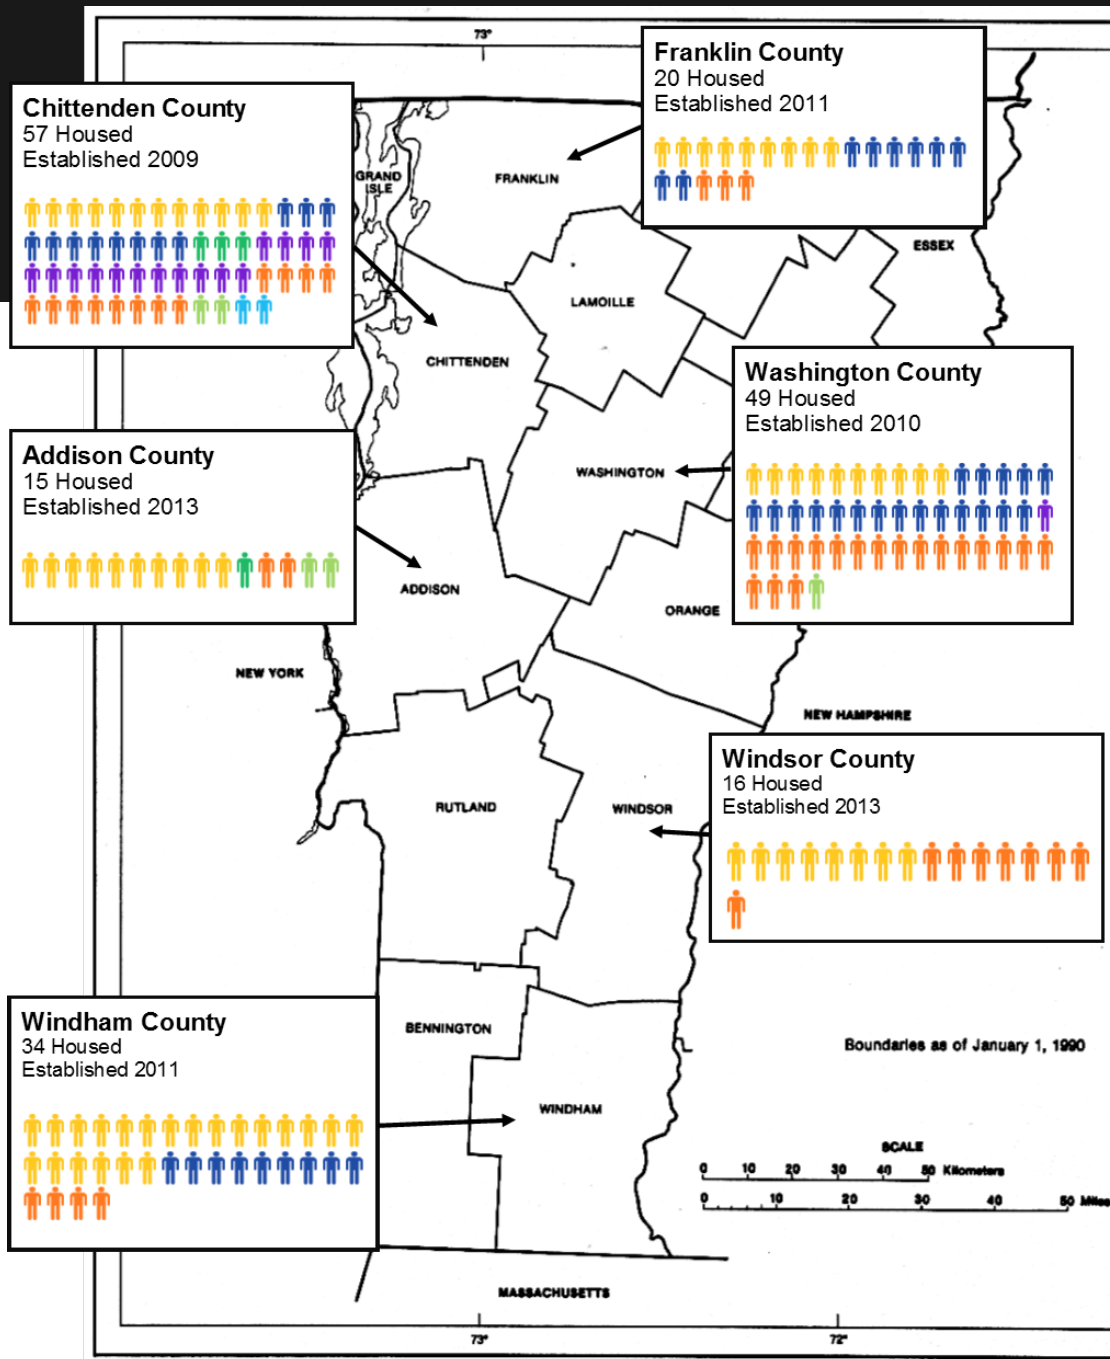 73°
Franklin County
20 Housed
Established 2011
Chittenden County
57 Housed
Established 2009
GRAND
ISLE
FRANKLIN
ESSEX
LAMOILLE
CHITTENDEN
Washington County
49 Housed
Established 2010
Addison County
15 Housed
Established 2013
WASHINGTON
ADDISON
ORANGE
NEW YORK
NEW HAMPSHIRE
Windsor County
16 Housed
Established 2013
RUTLAND
WINDSOR
Windham County
34 Housed
Established 2011
BENNINGTON
Boundaries as of January 1, 1990
WINDHAM
SCALE
0 10 20 30 40 50 Kilometers
0 10 20 30 40 50 Miles
MASSACHUSETTS
73° 72°